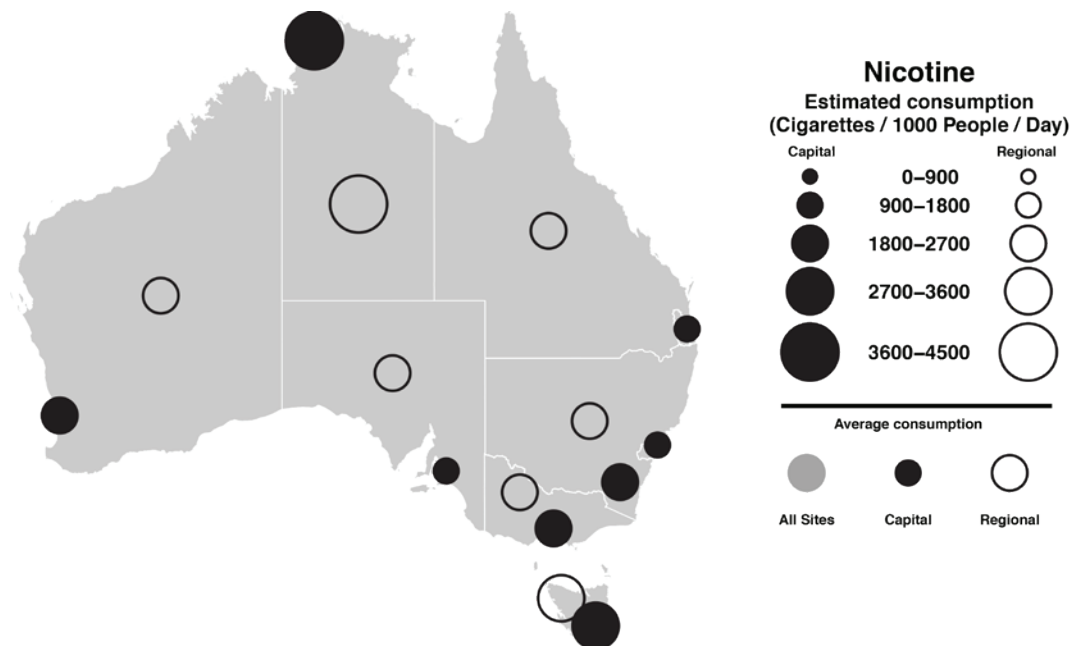 Nicotine
Estimated consumption
(Cigarettes / 1000 People / Day)
Capital Regional
0–900
900–1800
1800–2700
2700–3600
3600–4500
Average consumption
All Sites Capital Regional